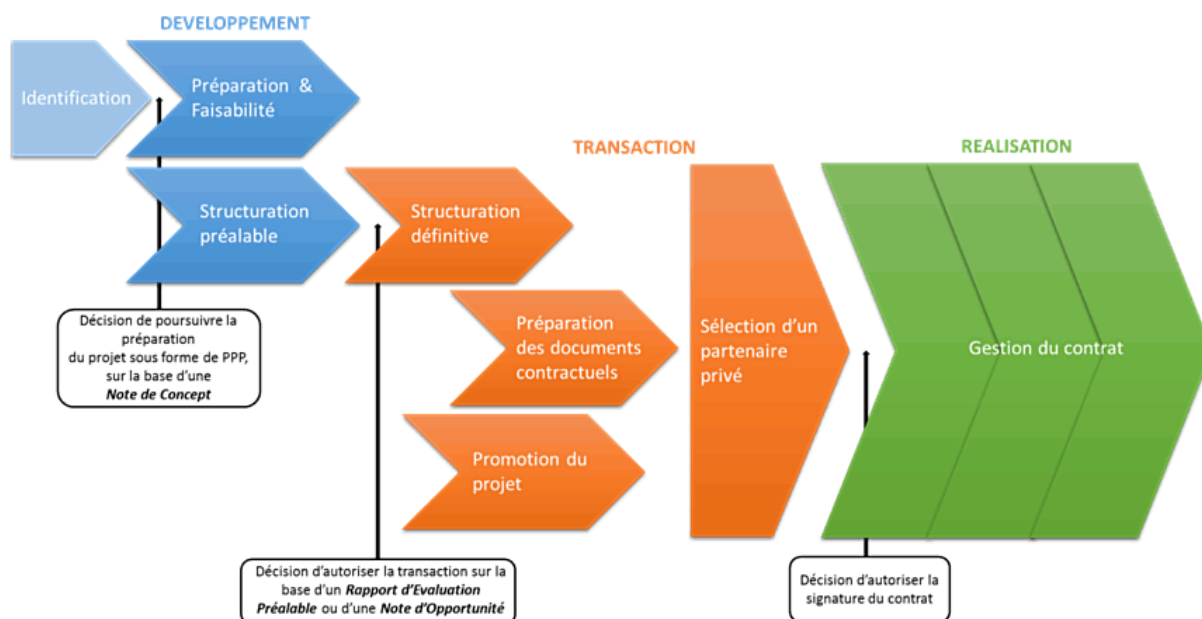 DEVELOPPEMENT
Identification
Préparation &
Faisabilité
TRANSACTION
REALISATION
Structuration
préalable
Structuration
définitive
Décision de poursuivre la
préparation
du projet sous forme de PPP,
sur la base d'une
Note de Concept
Préparation
des documents
contractuels
Sélection d'un
partenaire
privé
Gestion du contrat
Promotion du
projet
Décision d'autoriser la transaction sur la
base d'un Rapport d'Evaluation
Préalable ou d'une Note d'Opportunité
Décision d'autoriser la
signature du contrat